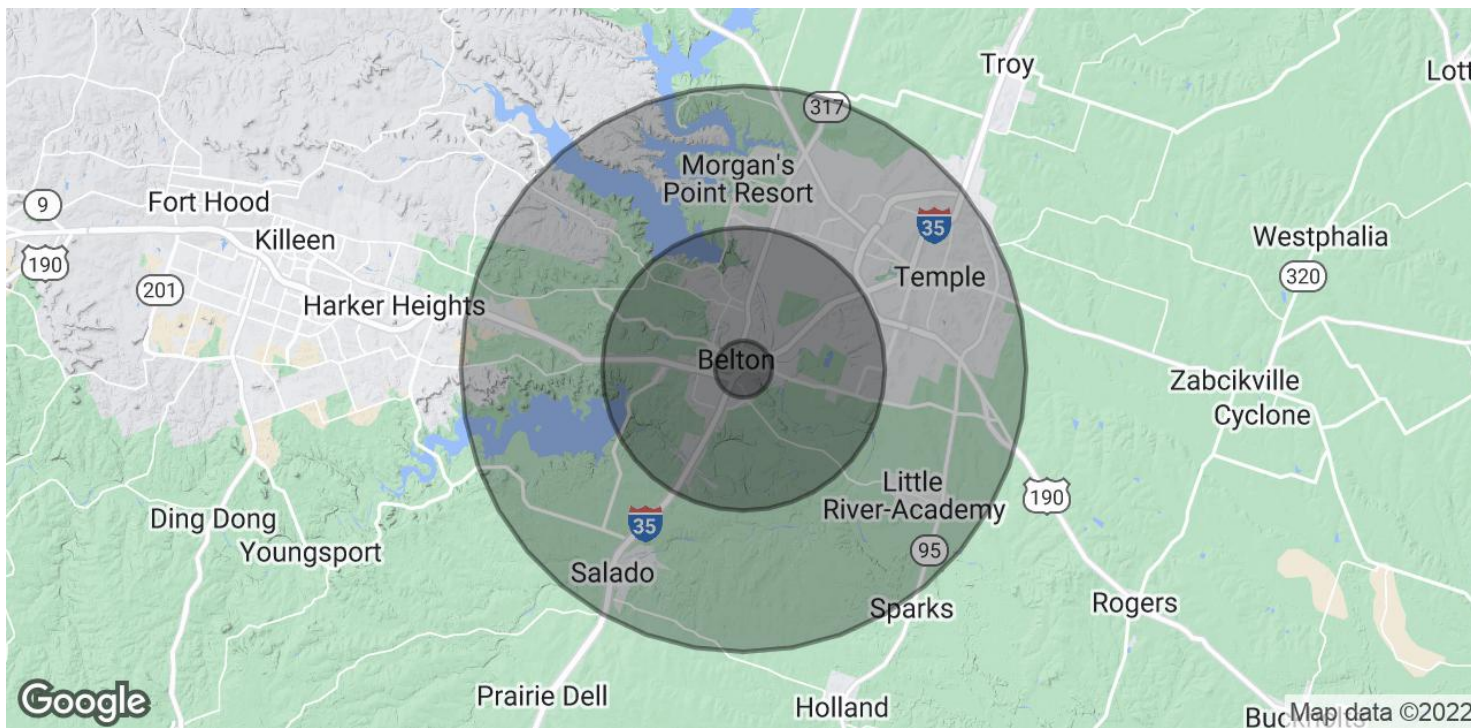 Troy
Lott
317
Morgan's
Point Resort
9
Fort Hood
35
Killeen
Westphalia
190
Temple
320
201
Harker Heights
Belton
Zabcikville
Cyclone
Little
River-Academy
190
Ding Dong
35
Youngsport
95
Salado
Sparks
Rogers
Google
Prairie Dell
Holland
Map data ©2022